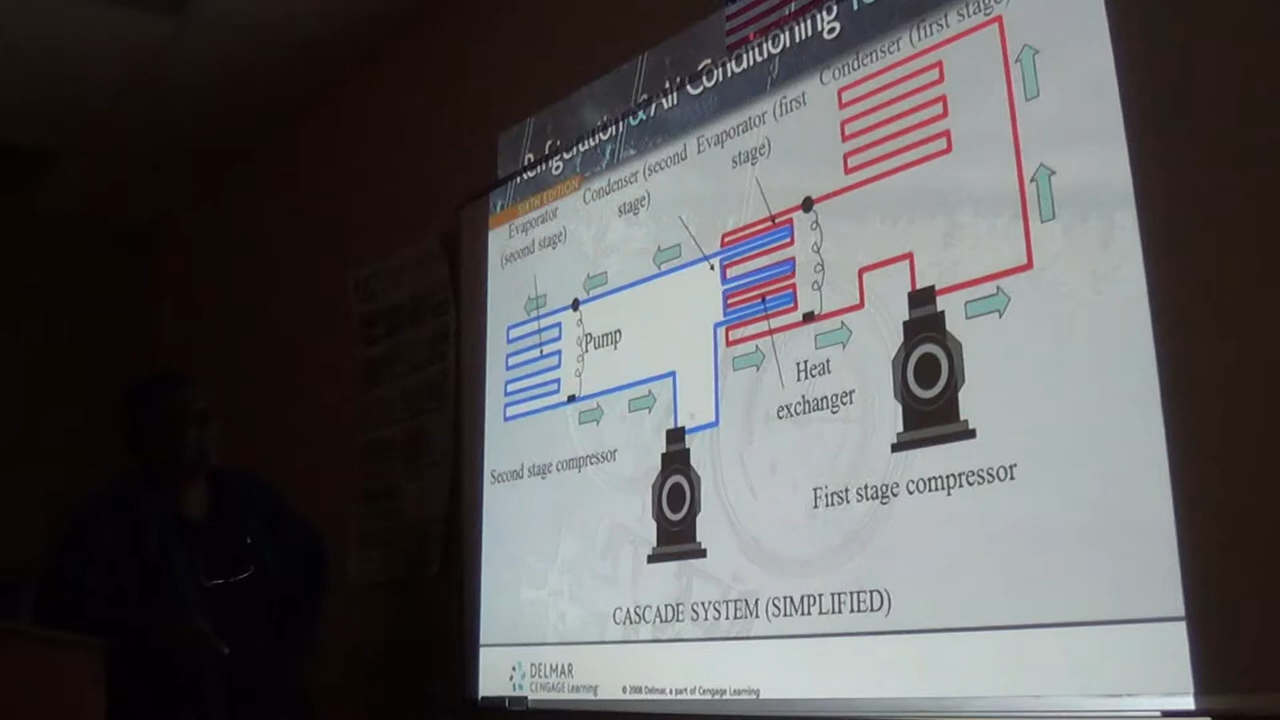 Refrigeration & Air Conditioning
SIXTH EDITION
Condenser (first stage)
Evaporator (first
stage)
Condenser (second
stage)
Evaporator
(second stage)
Pump
Heat
exchanger
Second stage compressor
First stage compressor
CASCADE SYSTEM (SIMPLIFIED)
DELMAR
CENGAGE Learning
© 2008 Delmar, a part of Cengage Learning